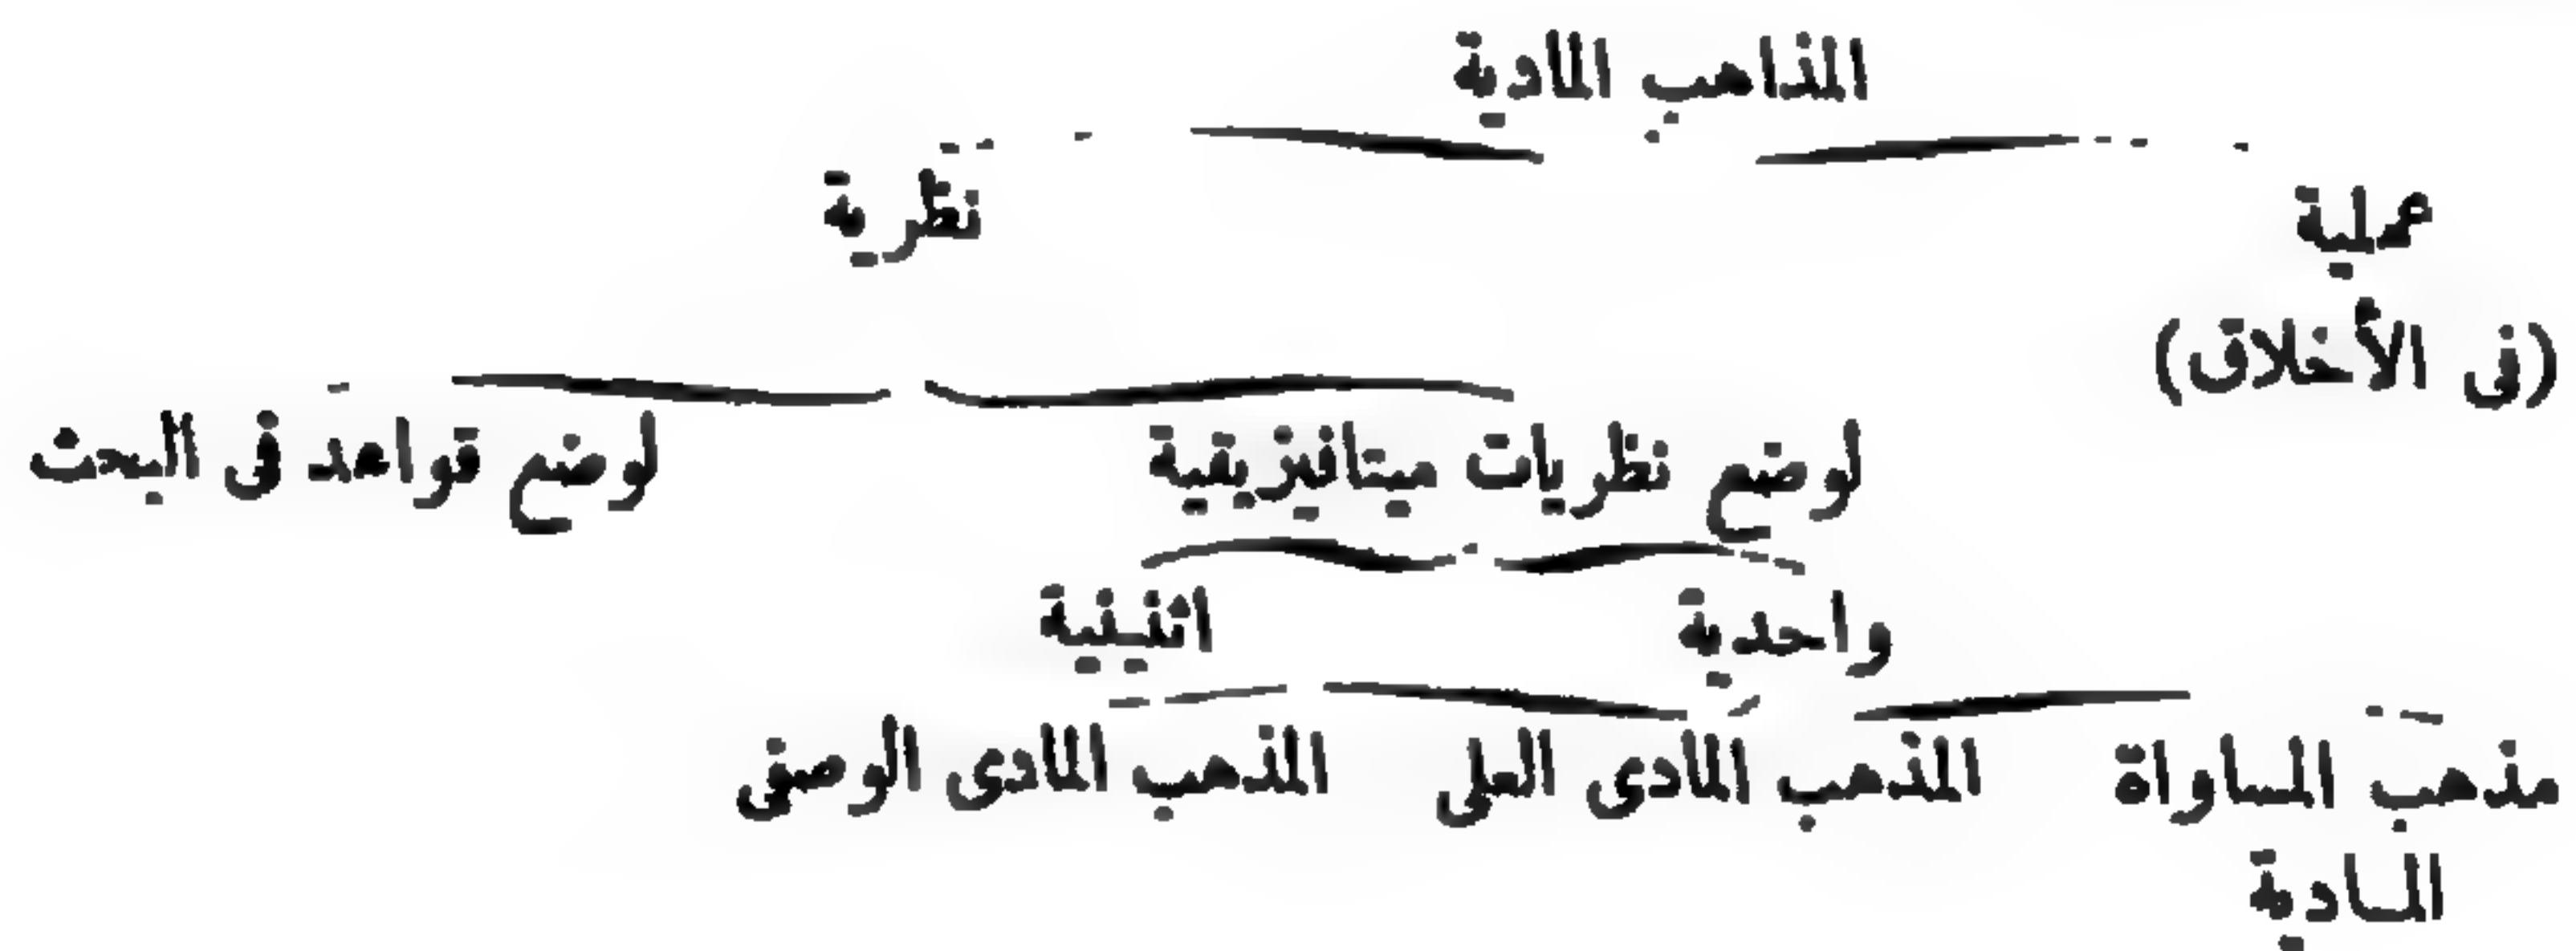 المذاهب المادية
عملية
نظرية
(فى الأخلاق)
لوضع نظريات ميتافيزيقية
لوضع قواعد فى البحث
واحدية
اثنينية
مذهب المساواة
المادية
المذهب المادى العلى
المذهب المادى الوصفى